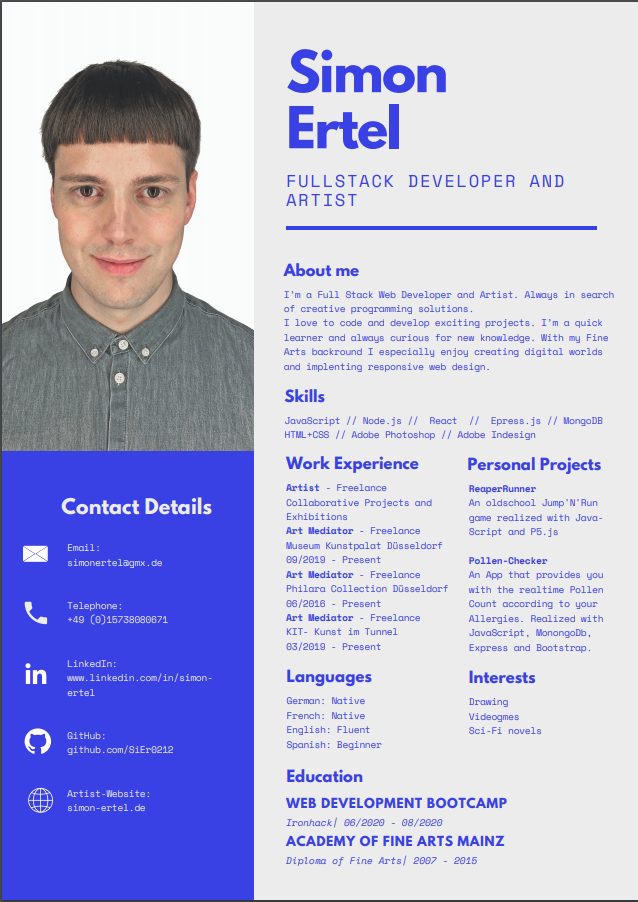 Simon
Ertel
FULLSTACK DEVELOPER AND
ARTIST
About me
I'm a Full Stack Web Developer and Artist. Always in search
of creative programming solutions.
I love to code and develop exciting projects. I'm a quick
learner and always curious for new knowledge. With my Fine
Arts backround I especially enjoy creating digital worlds
and implenting responsive web design.
Skills
JavaScript // Node.js // React // Epress.js // MongoDB
HTML+CSS // Adobe Photoshop // Adobe Indesign
Work Experience
Artist - Freelance
Collaborative Projects and
Exhibitions
Art Mediator - Freelance
Museum Kunstpalat Düsseldorf
09/2019 - Present
Art Mediator - Freelance
Philara Collection Düsseldorf
06/2016 - Present
Art Mediator - Freelance
KIT- Kunst im Tunnel
03/2019 - Present
Personal Projects
ReaperRunner
An oldschool Jump'N'Run
game realized with Java-
Script and P5.js
Pollen-Checker
An App that provides you
with the realtime Pollen
Count according to your
Allergies. Realized with
JavaScript, MonongoDb,
Express and Bootstrap.
Languages
German: Native
French: Native
English: Fluent
Spanish: Beginner
Interests
Drawing
Videogmes
Sci-Fi novels
Education
WEB DEVELOPMENT BOOTCAMP
Ironhack| 06/2020 - 08/2020
ACADEMY OF FINE ARTS MAINZ
Diploma of Fine Arts| 2007 - 2015
Contact Details
Email:
simonertel@gmx.de
Telephone:
+49 (0)15738080671
LinkedIn:
www.linkedin.com/in/simon-
ertel
GitHub:
github.com/SiEr0212
Artist-Website:
simon-ertel.de